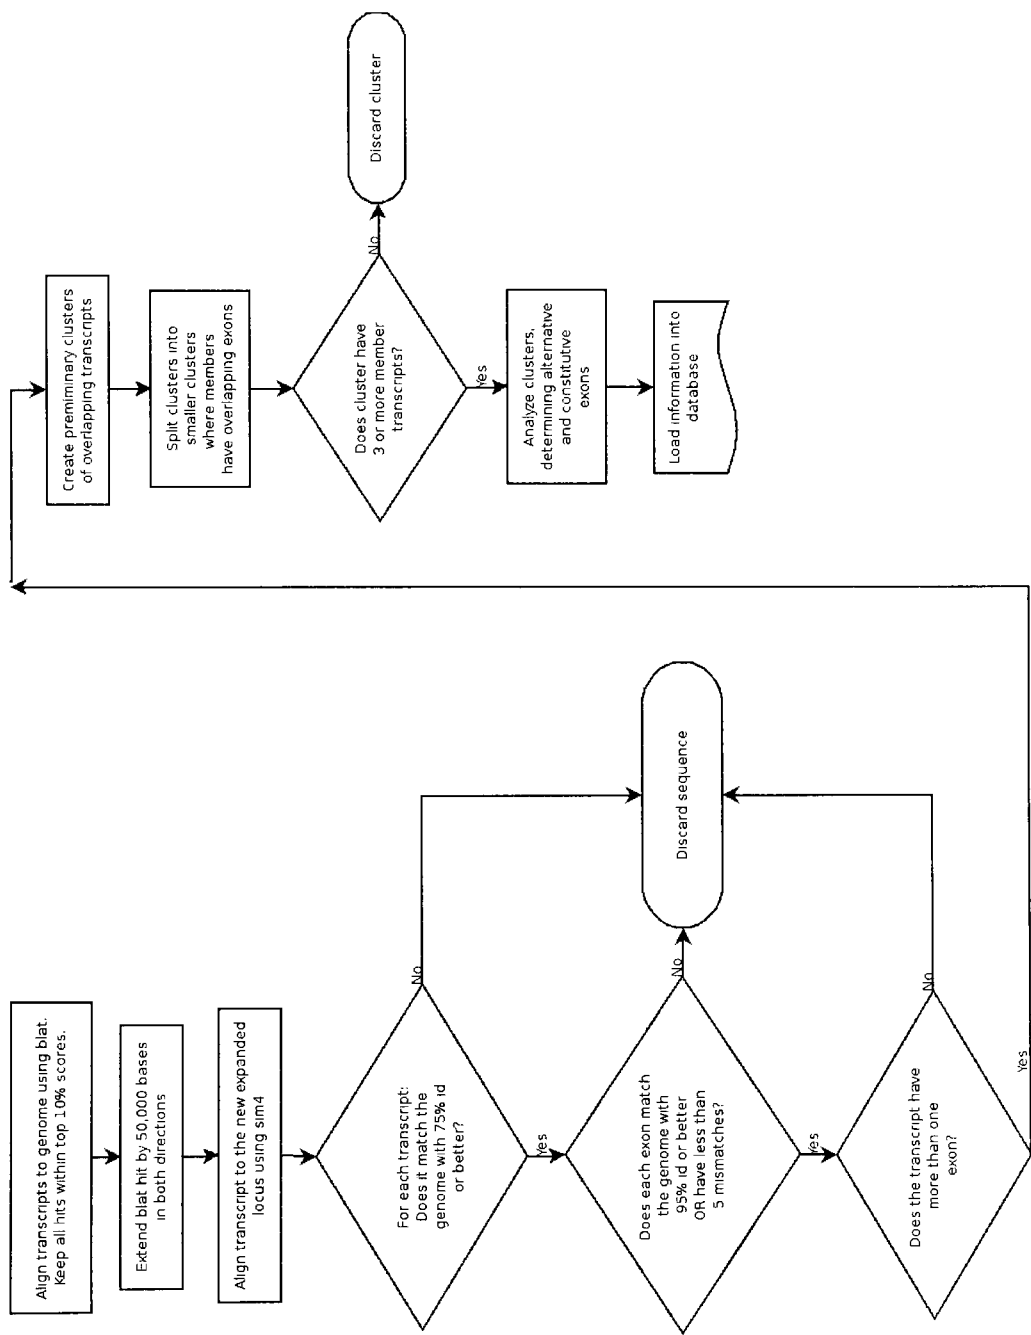 Align transcripts to genome using blat.
Keep all hits within top 10% scores.
Extend blat hit by 50,000 bases
in both directions
Align transcript to the new expanded
locus using sim4
For each transcript:
Does it match the
genome with 75% id
or better?
No
Yes
Does each exon match
the genome with
95% id or better
OR have less than
5 mismatches?
No
Yes
Does the transcript have
more than one
exon?
No
Yes
Discard sequence
Create premiminary clusters
of overlapping transcripts
Split clusters into
smaller clusters
where members
have overlapping exons
Does cluster have
3 or more member
transcripts?
No
Discard cluster
Yes
Analyze clusters,
determining alternative
and constitutive
exons
Load information into
database